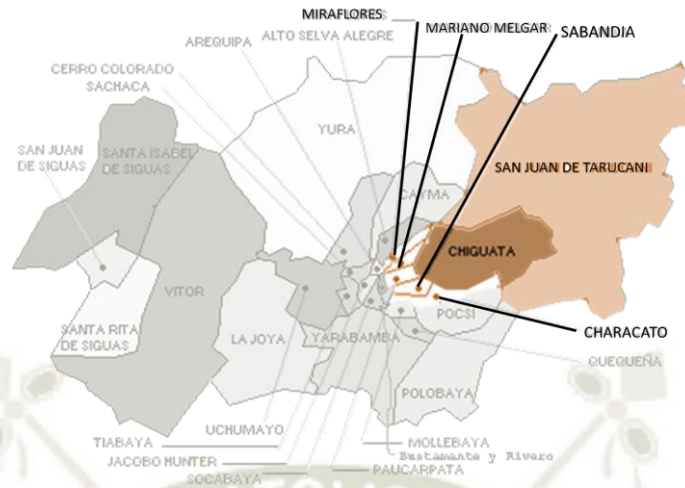 MIRAFLORES
MARIANO MELGAR
SABANDIA
AREQUIPA
ALTO SELVA ALEGRE
CERRO COLORADO
SACHACA
YURA
SAN JUAN
DE SIGUAS
SANTA ISABEL
DE SIGUAS
SAN JUAN DE TARUCANI
CAYMA
CHIGUATA
VITOR
POCSI
SANTA RITA
DE SIGUAS
LA JOYA
YARABAMBA
CHARACATO
QUEQUEÑA
POLOBAYA
UCHUMAYO
TIABAYA
MOLLEBAYA
Bustamante y Rivero
JACOBO HUNTER
PAUCARPATA
SOCABAYA